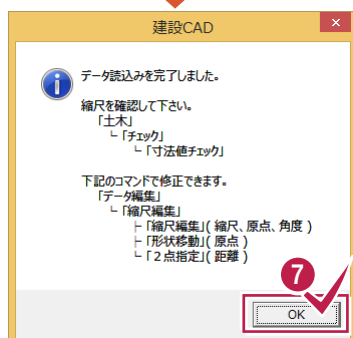 建設CAD
データ読込みを完了しました。
縮尺を確認して下さい。
「土木」
└「チェック」
└「寸法値チェック」
下記のコマンドで修正できます。
「データ編集」
└「縮尺編集」
├「縮尺編集」( 縮尺、原点、角度 )
├「形状移動」( 原点 )
└「２点指定」( 距離 )
7
OK